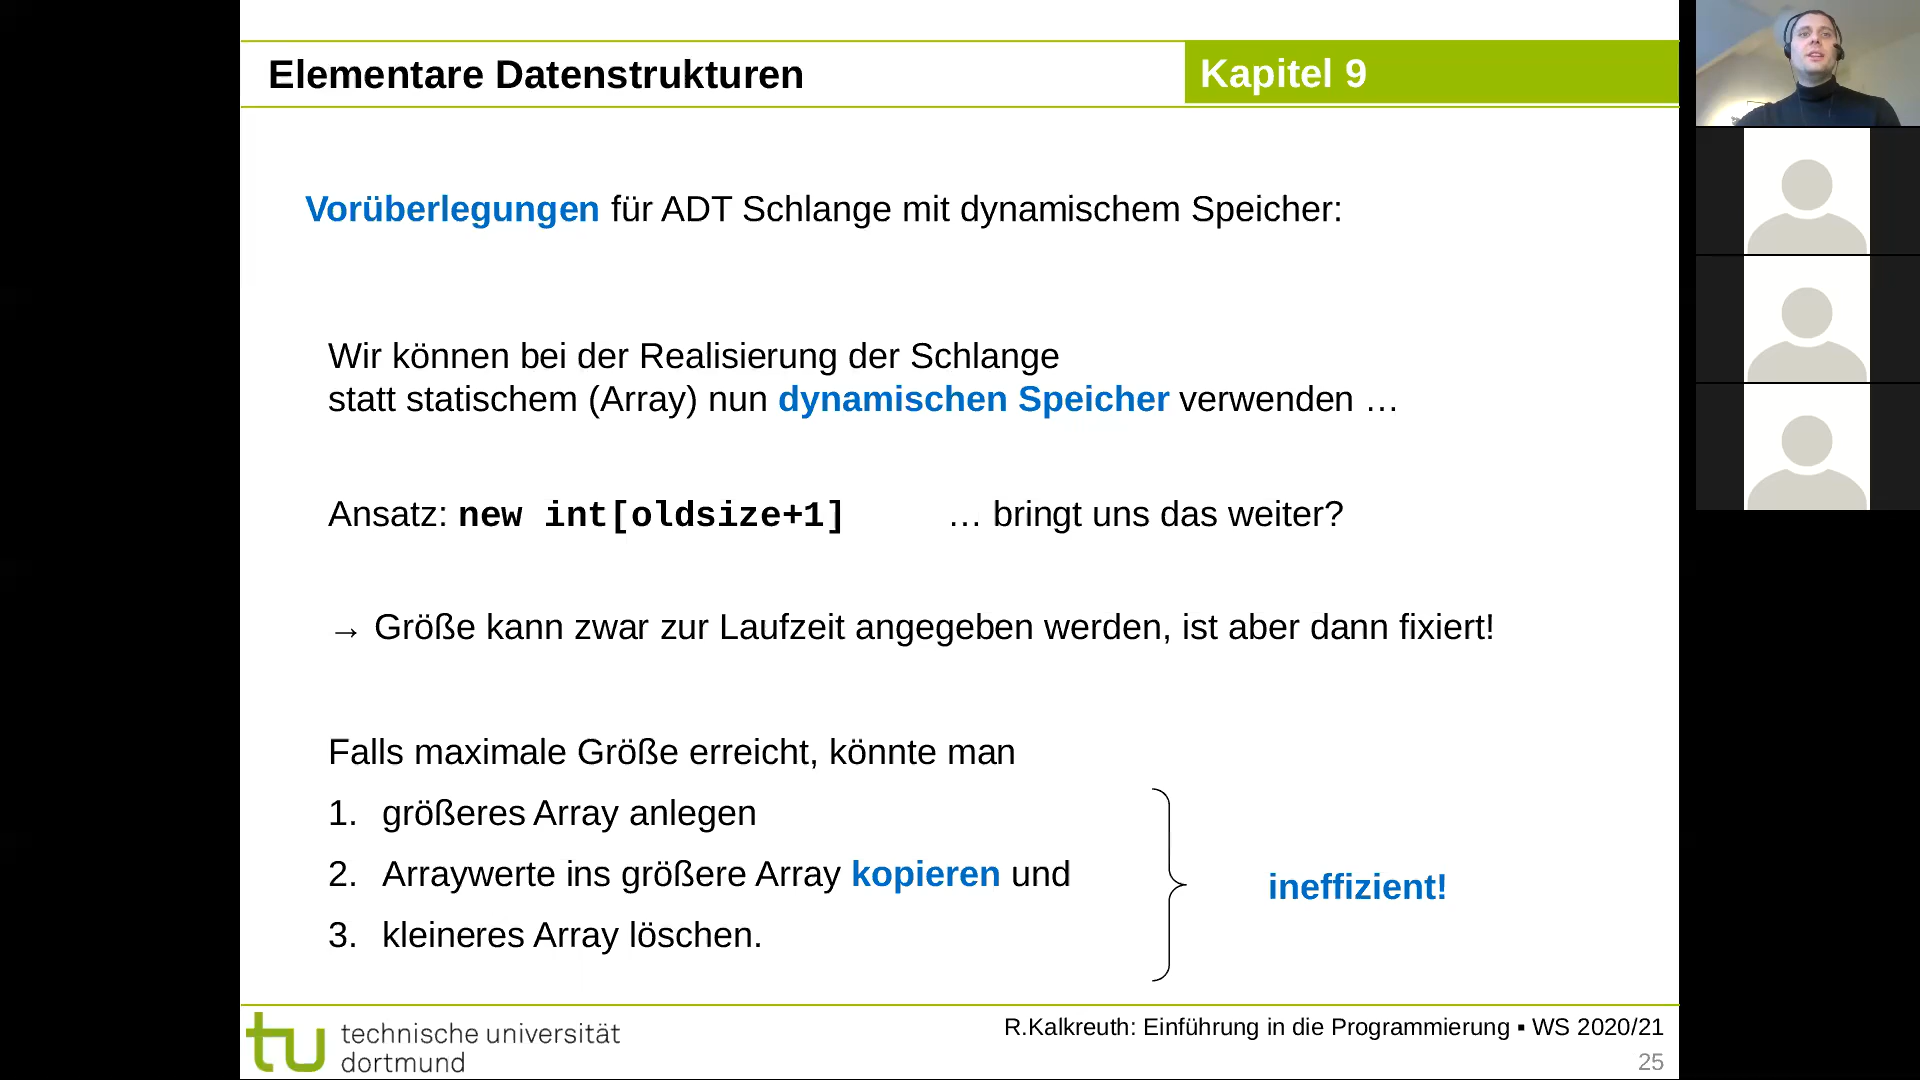 Elementare Datenstrukturen
Kapitel 9
Vorüberlegungen für ADT Schlange mit dynamischem Speicher:
Wir können bei der Realisierung der Schlange
statt statischem (Array) nun dynamischen Speicher verwenden …
Ansatz: new int[oldsize+1] … bringt uns das weiter?
→ Größe kann zwar zur Laufzeit angegeben werden, ist aber dann fixiert!
Falls maximale Größe erreicht, könnte man
1. größeres Array anlegen
2. Arraywerte ins größere Array kopieren und
3. kleineres Array löschen.
ineffizient!
tu technische universität
dortmund
R.Kalkreuth: Einführung in die Programmierung ▪ WS 2020/21
25